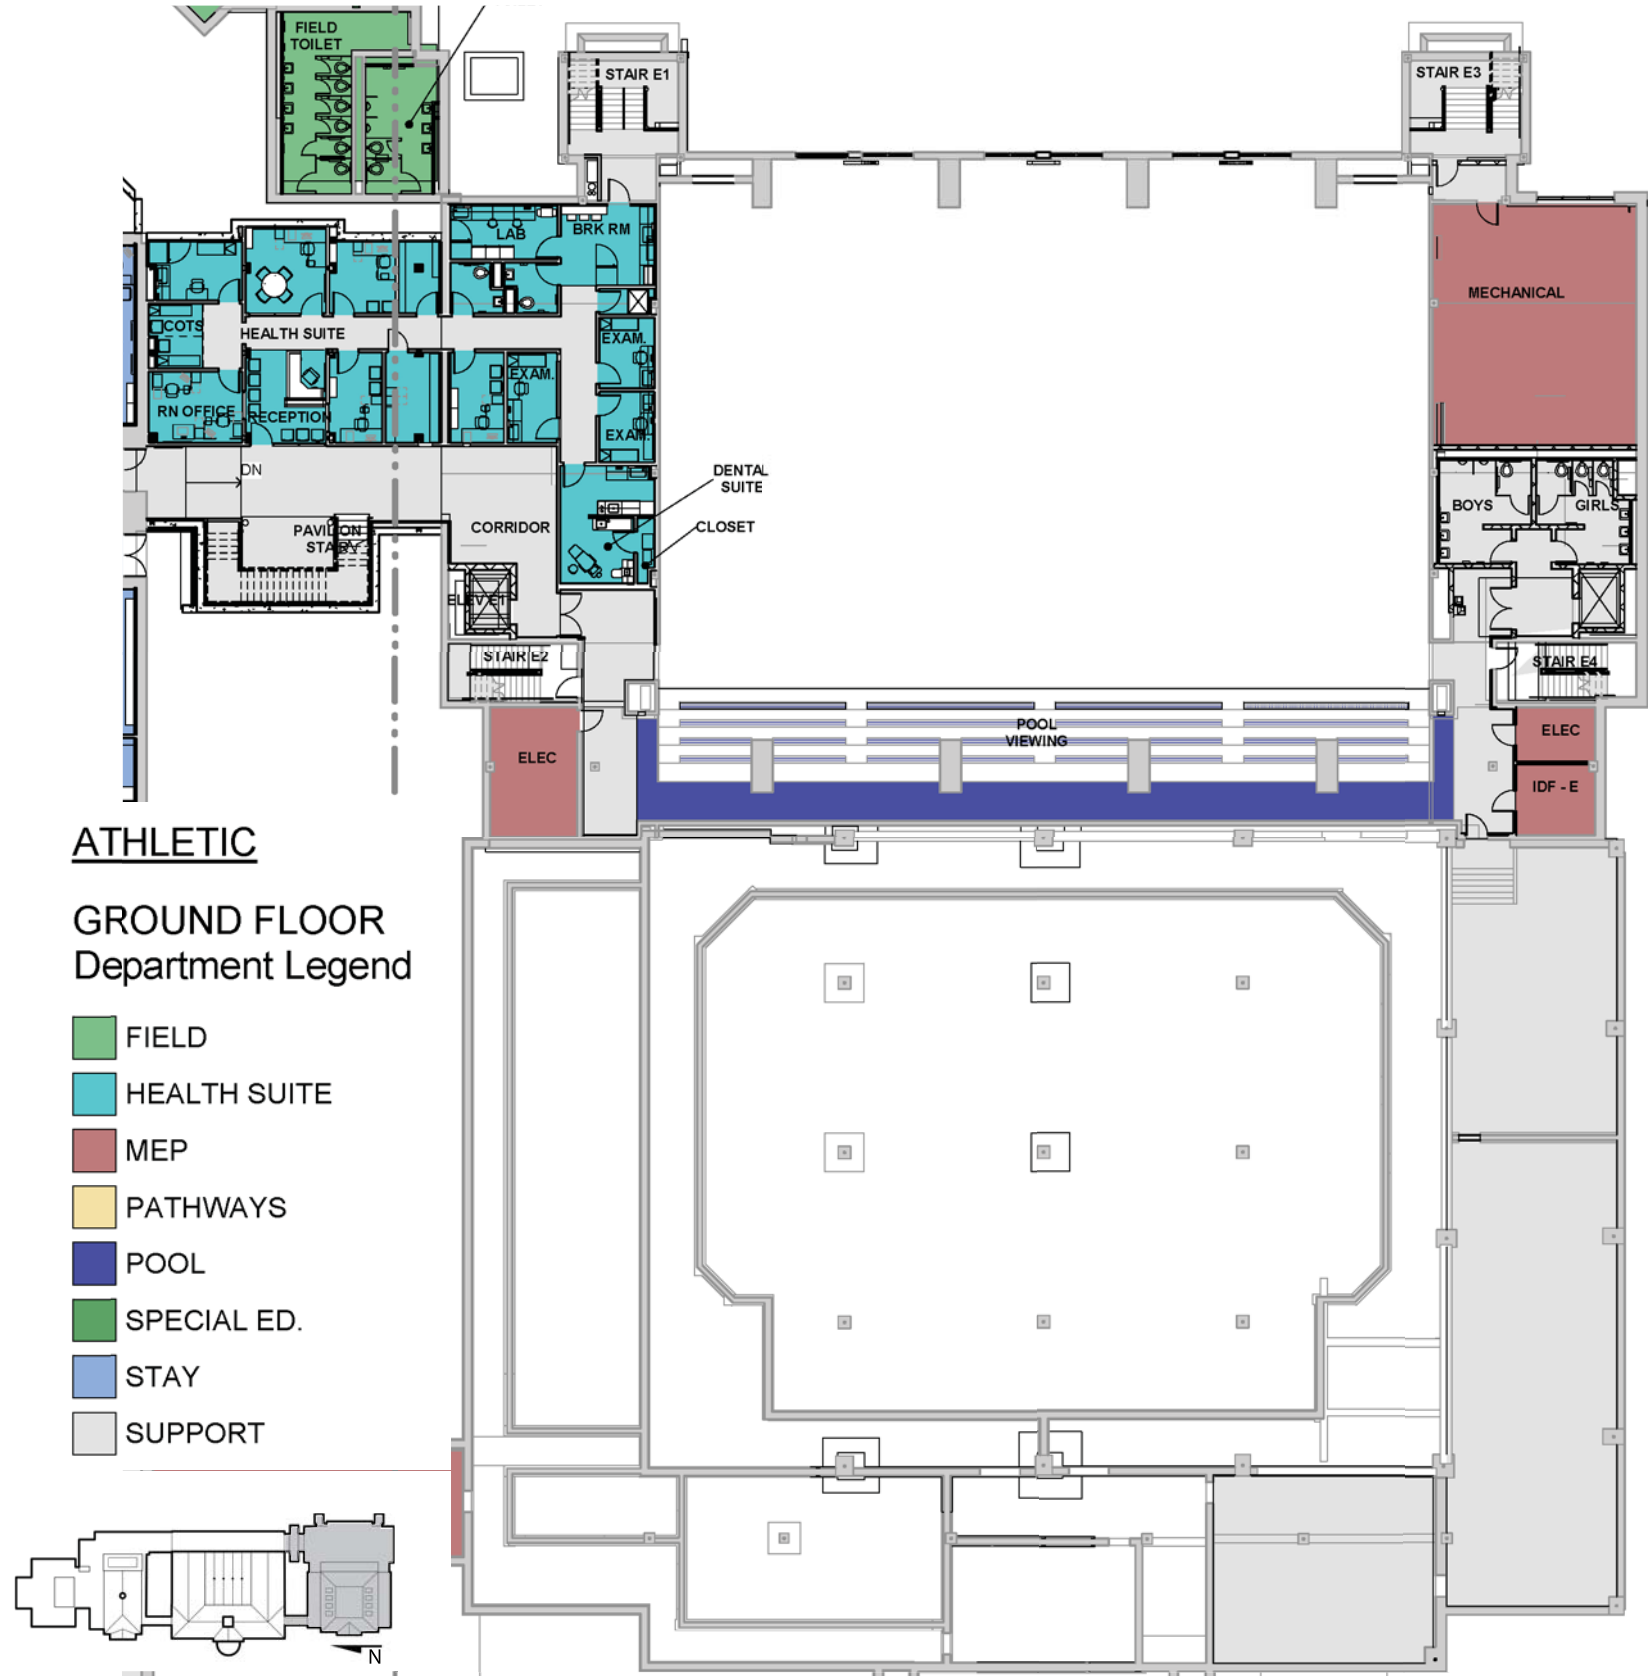 FIELD
TOILET
STAIR E1
STAIR E3
LAB
BRK RM
MECHANICAL
COTS
HEALTH SUITE
EXAM.
EXAM.
RN OFFICE
RECEPTION
EXAM.
DN
DENTAL
SUITE
BOYS
GIRLS
PAVILION
STAIR
CORRIDOR
CLOSET
ELEV E1
STAIR E2
STAIR E4
POOL
VIEWING
ELEC
ELEC
IDF - E
ATHLETIC
GROUND FLOOR
Department Legend
FIELD
HEALTH SUITE
MEP
PATHWAYS
POOL
SPECIAL ED.
STAY
SUPPORT
N